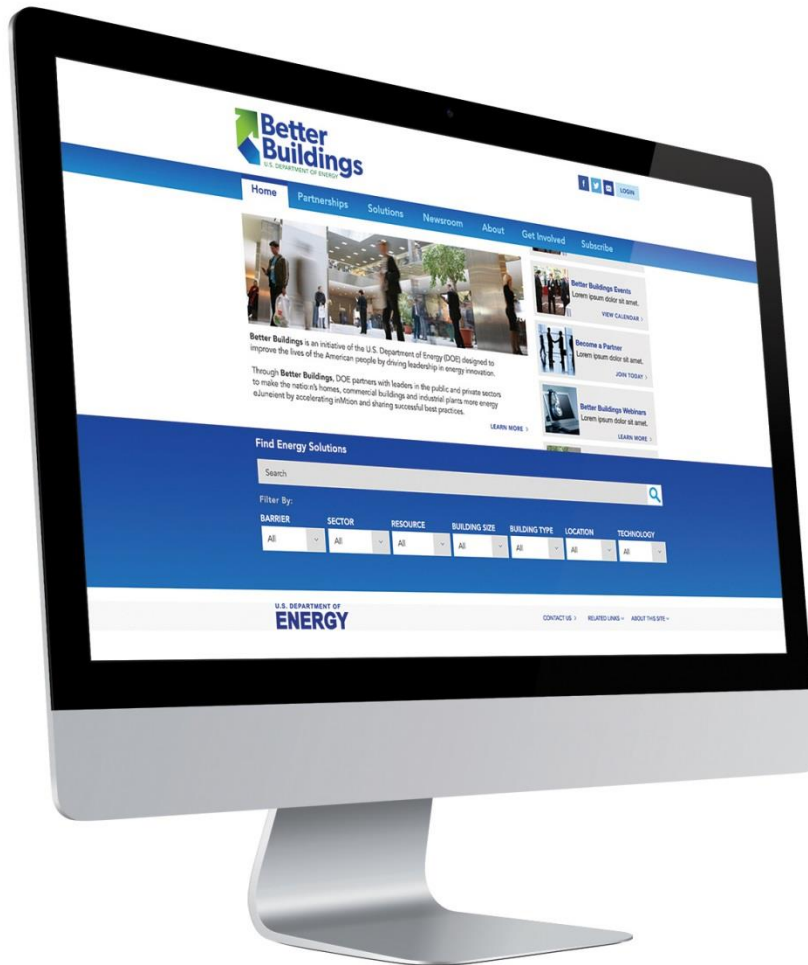 Better
Buildings
U.S. DEPARTMENT OF ENERGY
LOGIN
Home Partnerships Solutions Newsroom About Get Involved Subscribe
Better Buildings Events
Lorem ipsum dolor sit amet.
VIEW CALENDAR >
Become a Partner
Lorem ipsum dolor sit amet.
JOIN TODAY >
Better Buildings Webinars
Lorem ipsum dolor sit amet.
LEARN MORE >
Better Buildings is an initiative of the U.S. Department of Energy (DOE) designed to
improve the lives of the American people by driving leadership in energy innovation.
Through Better Buildings, DOE partners with leaders in the public and private sectors
to make the nation's homes, commercial buildings and industrial plants more energy
eJuneient by accelerating inMtion and sharing successful best practices.
LEARN MORE >
Find Energy Solutions
Search
Filter By:
BARRIER SECTOR RESOURCE BUILDING SIZE BUILDING TYPE LOCATION TECHNOLOGY
All All All All All All All
U.S. DEPARTMENT OF
ENERGY
CONTACT US > RELATED LINKS ABOUT THIS SITE